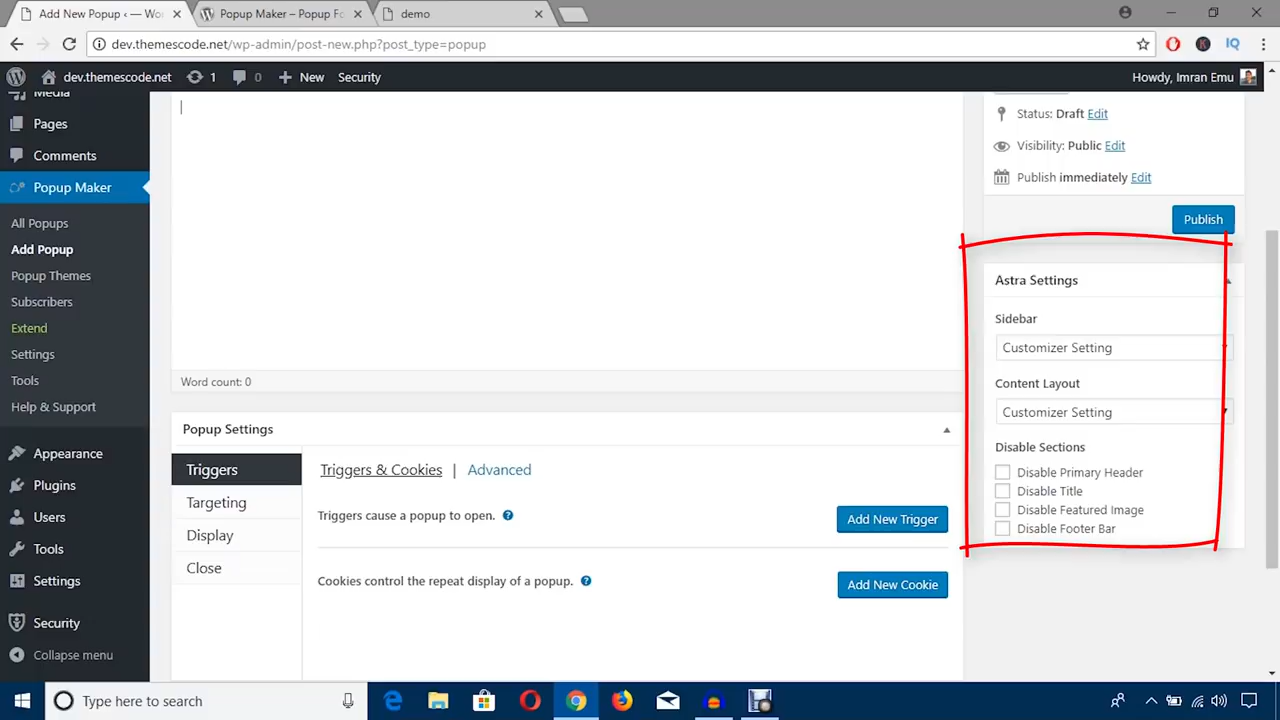 Add New Popup ‹ — Wo
Popup Maker – Popup Fo
demo
dev.themescode.net/wp-admin/post-new.php?post_type=popup
dev.themescode.net
1
0
New
Security
Howdy, Imran Emu
Media
Pages
Comments
Popup Maker
All Popups
Add Popup
Popup Themes
Subscribers
Extend
Settings
Tools
Help & Support
Appearance
Plugins
Users
Tools
Settings
Security
Collapse menu
Word count: 0
Popup Settings
Triggers
Targeting
Display
Close
Triggers & Cookies | Advanced
Triggers cause a popup to open. ?
Add New Trigger
Cookies control the repeat display of a popup. ?
Add New Cookie
Status: Draft Edit
Visibility: Public Edit
Publish immediately Edit
Publish
Astra Settings
Sidebar
Customizer Setting
Content Layout
Customizer Setting
Disable Sections
Disable Primary Header
Disable Title
Disable Featured Image
Disable Footer Bar
Type here to search